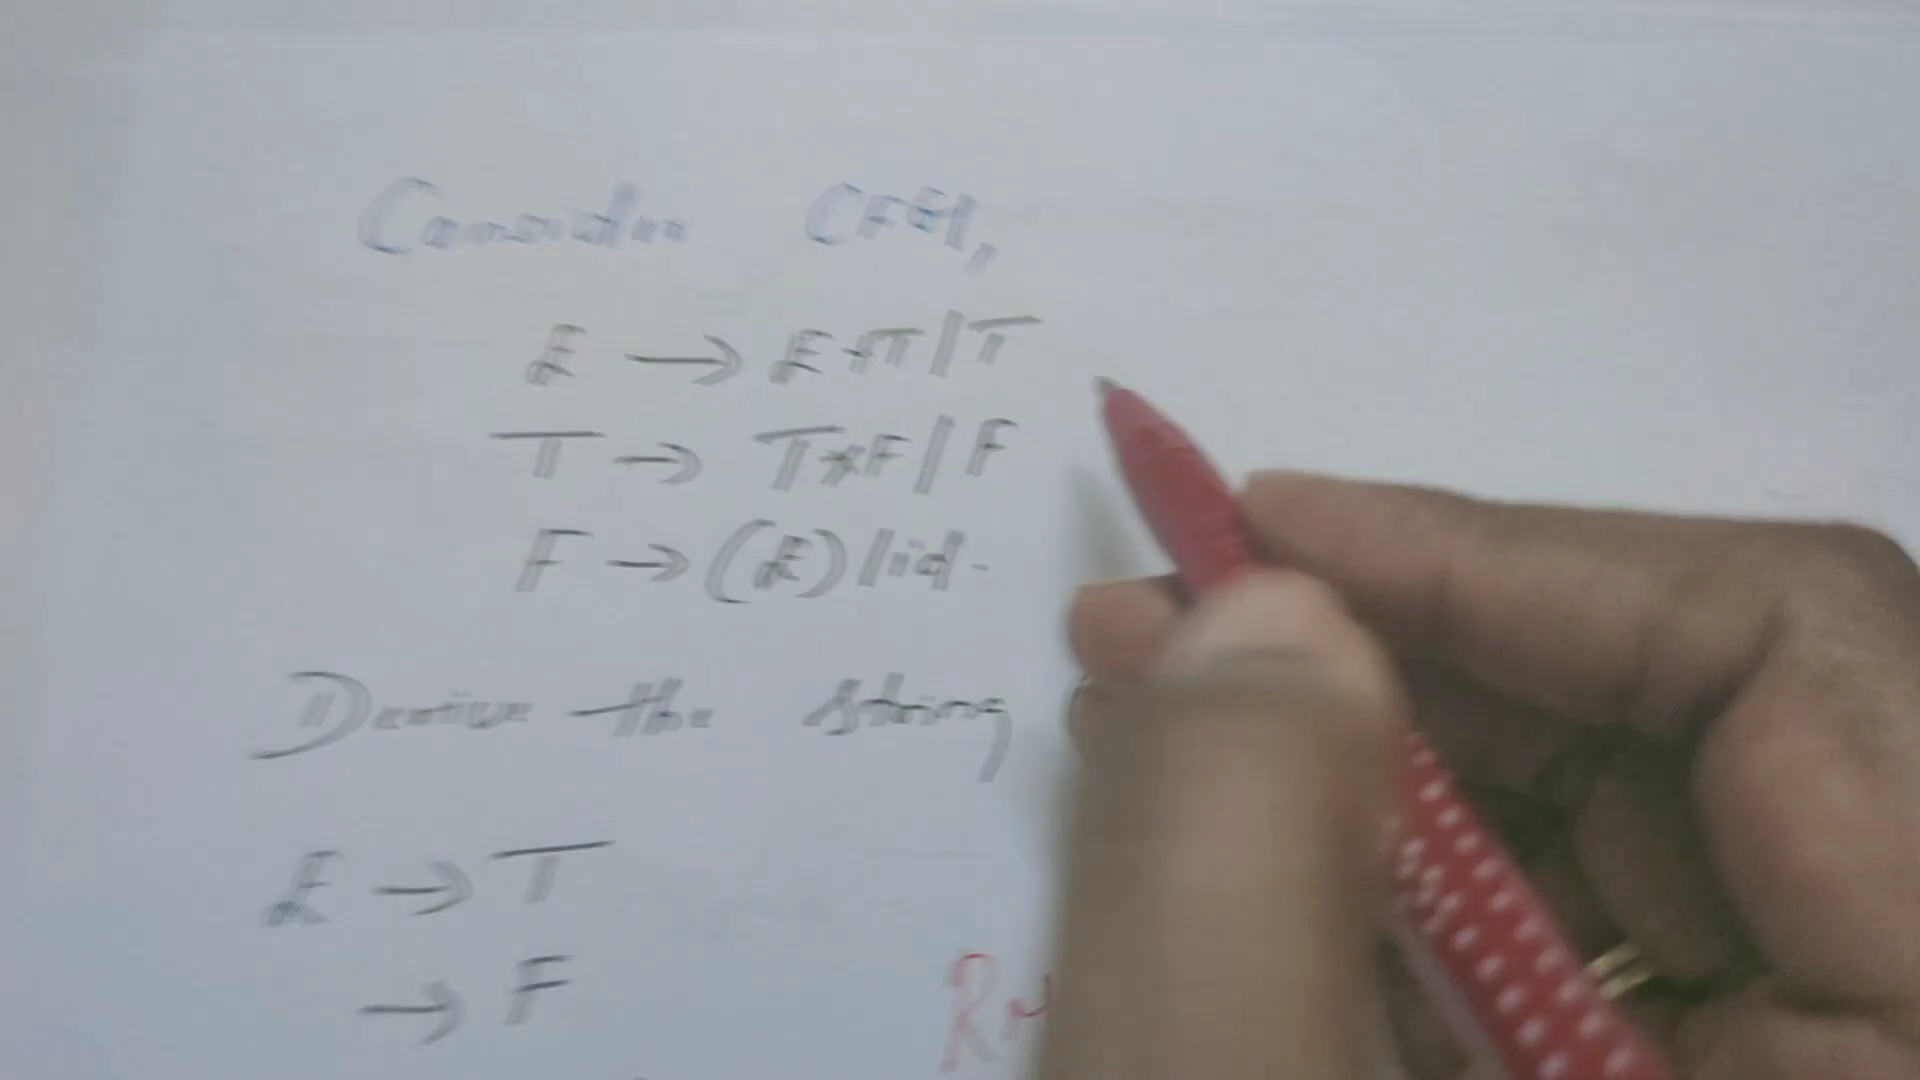 Consider CFG,
E → E+T/T
T → T*F/F
F → (E)/id.
Derive the string
E → T
→ F